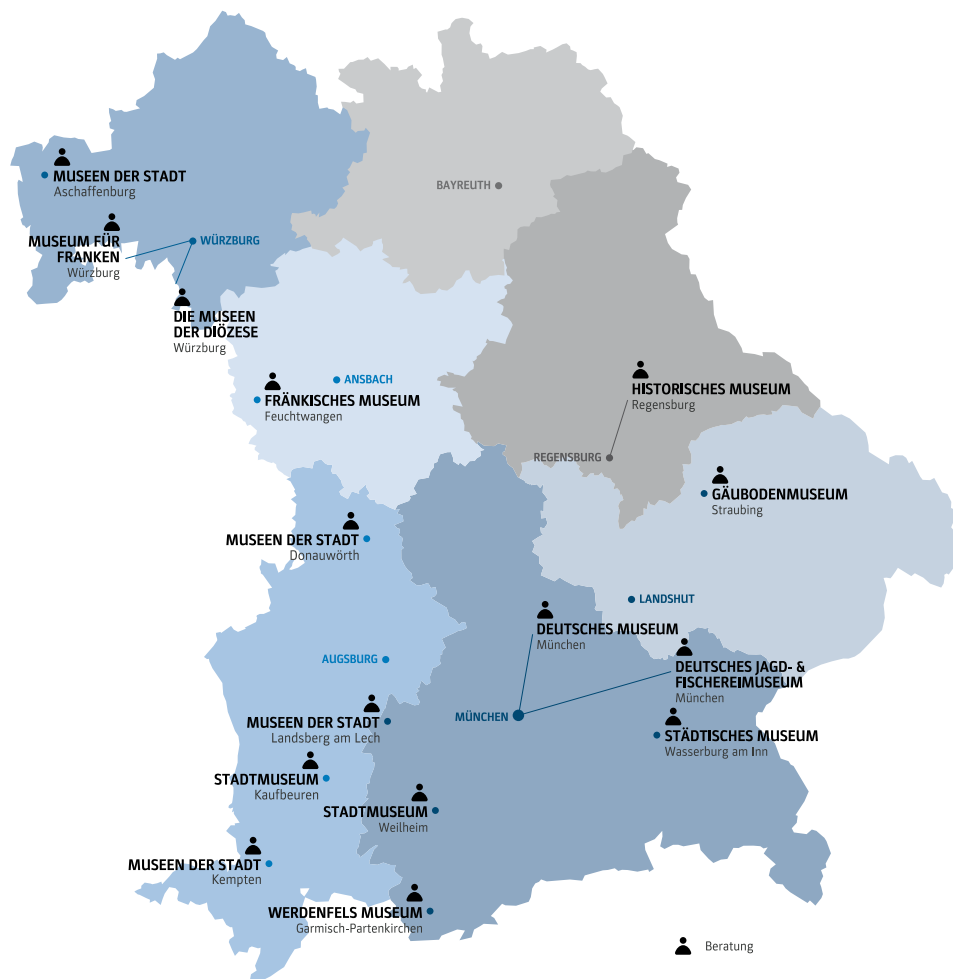 MUSEEN DER STADT
Aschaffenburg
BAYREUTH
MUSEUM FÜR
FRANKEN
Würzburg
WÜRZBURG
DIE MUSEEN
DER DIÖZESE
Würzburg
ANSBACH
FRÄNKISCHES MUSEUM
Feuchtwangen
HISTORISCHES MUSEUM
Regensburg
REGENSBURG
GÄUBODENMUSEUM
Straubing
MUSEEN DER STADT
Donauwörth
LANDSHUT
DEUTSCHES MUSEUM
München
AUGSBURG
DEUTSCHES JAGD- &
FISCHEREIMUSEUM
München
MÜNCHEN
MUSEEN DER STADT
Landsberg am Lech
STÄDTISCHES MUSEUM
Wasserburg am Inn
STADTMUSEUM
Kaufbeuren
STADTMUSEUM
Weilheim
MUSEEN DER STADT
Kempten
WERDENFELS MUSEUM
Garmisch-Partenkirchen
Beratung